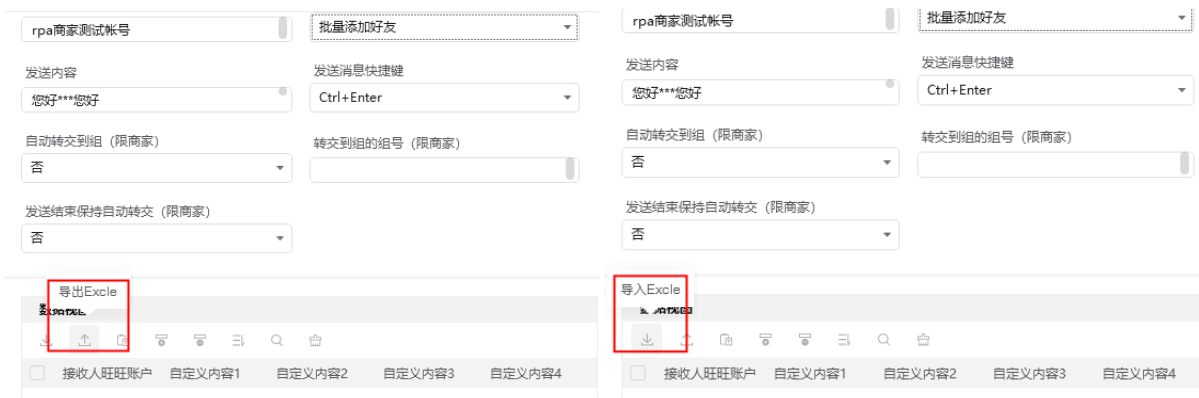 rpa商家测试帐号
批量添加好友
发送内容
发送消息快捷键
您好***您好
Ctrl+Enter
自动转交到组（限商家）
转交到组的组号（限商家）
否
发送结束保持自动转交（限商家）
否
导出Excle
接收人旺旺账户 自定义内容1 自定义内容2 自定义内容3 自定义内容4
rpa商家测试帐号
批量添加好友
发送内容
发送消息快捷键
您好***您好
Ctrl+Enter
自动转交到组（限商家）
转交到组的组号（限商家）
否
发送结束保持自动转交（限商家）
否
导入Excle
接收人旺旺账户 自定义内容1 自定义内容2 自定义内容3 自定义内容4